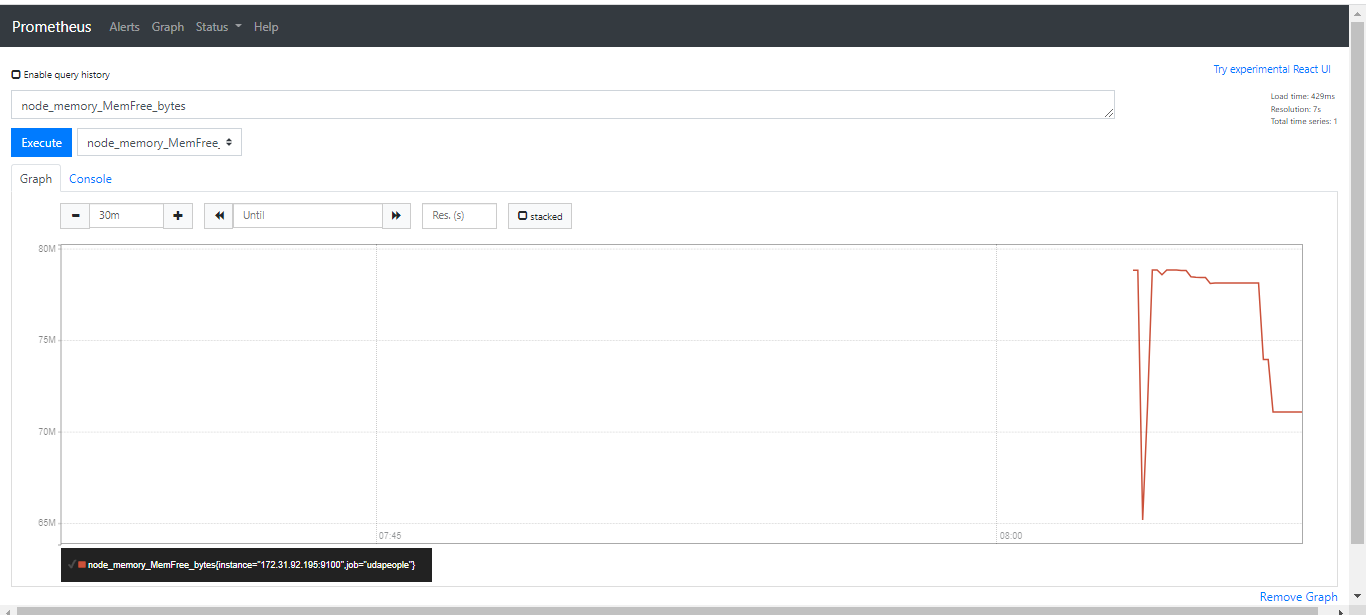 Prometheus Alerts Graph Status Help
Enable query history
Try experimental React UI
node_memory_MemFree_bytes
Load time: 429ms
Resolution: 7s
Total time series: 1
Execute node_memory_MemFree_
Graph Console
30m Until Res. (s) stacked
80M
75M
70M
65M
07:45 08:00
node_memory_MemFree_bytes{instance="172.31.92.195:9100",job="udapeople"}
Remove Graph